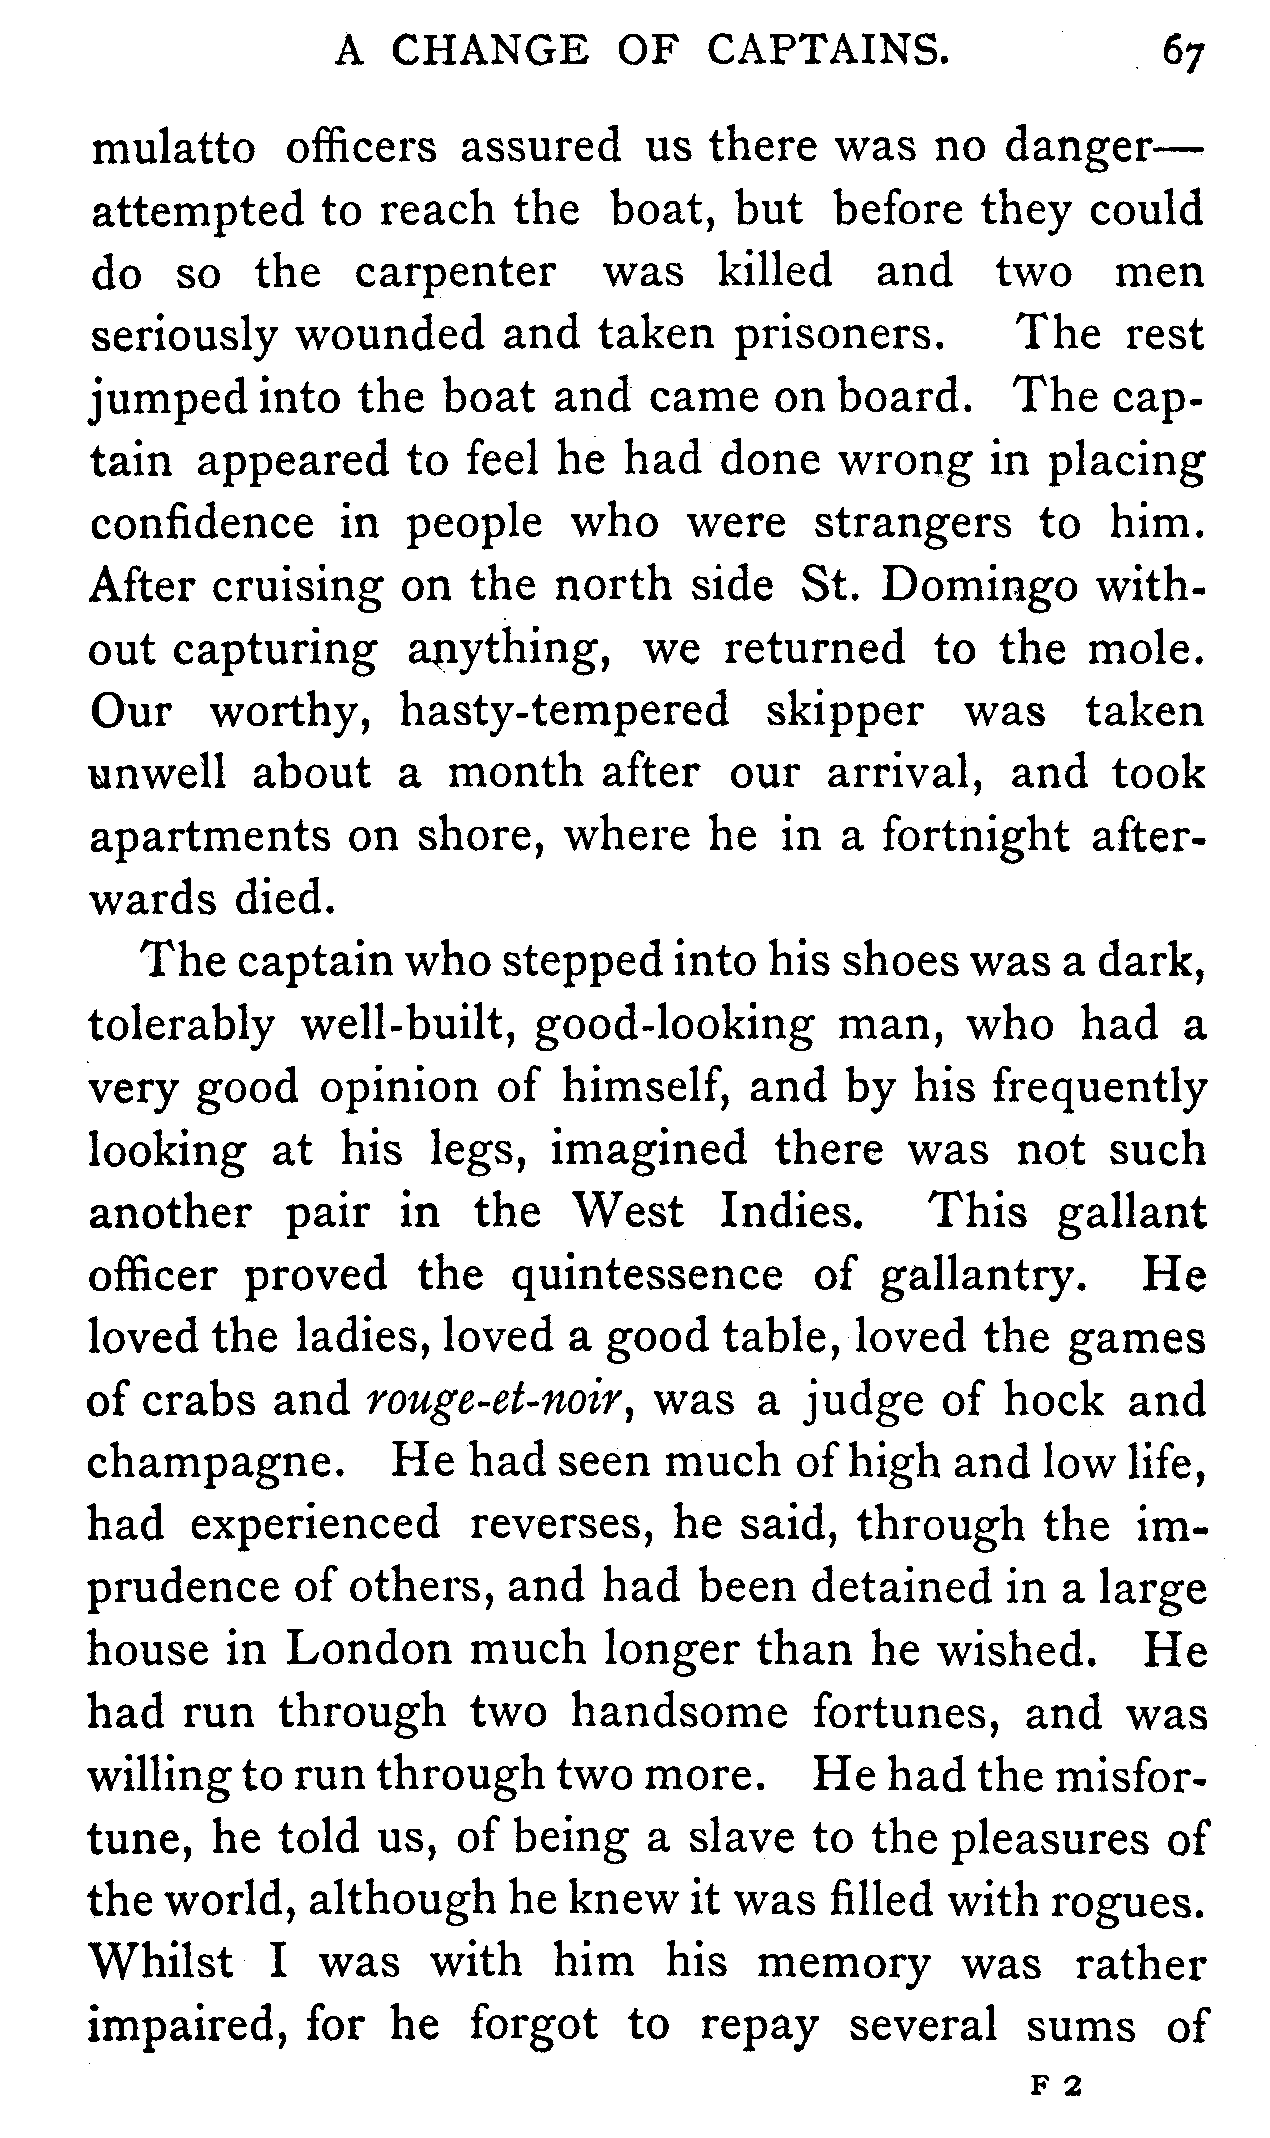 A CHANGE OF CAPTAINS. 67
mulatto officers assured us there was no danger—
attempted to reach the boat, but before they could
do so the carpenter was killed and two men
seriously wounded and taken prisoners. The rest
jumped into the boat and came on board. The cap-
tain appeared to feel he had done wrong in placing
confidence in people who were strangers to him.
After cruising on the north side St. Domingo with-
out capturing anything, we returned to the mole.
Our worthy, hasty-tempered skipper was taken
unwell about a month after our arrival, and took
apartments on shore, where he in a fortnight after-
wards died.
The captain who stepped into his shoes was a dark,
tolerably well-built, good-looking man, who had a
very good opinion of himself, and by his frequently
looking at his legs, imagined there was not such
another pair in the West Indies. This gallant
officer proved the quintessence of gallantry. He
loved the ladies, loved a good table, loved the games
of crabs and rouge-et-noir, was a judge of hock and
champagne. He had seen much of high and low life,
had experienced reverses, he said, through the im-
prudence of others, and had been detained in a large
house in London much longer than he wished. He
had run through two handsome fortunes, and was
willing to run through two more. He had the misfor-
tune, he told us, of being a slave to the pleasures of
the world, although he knew it was filled with rogues.
Whilst I was with him his memory was rather
impaired, for he forgot to repay several sums of
F 2